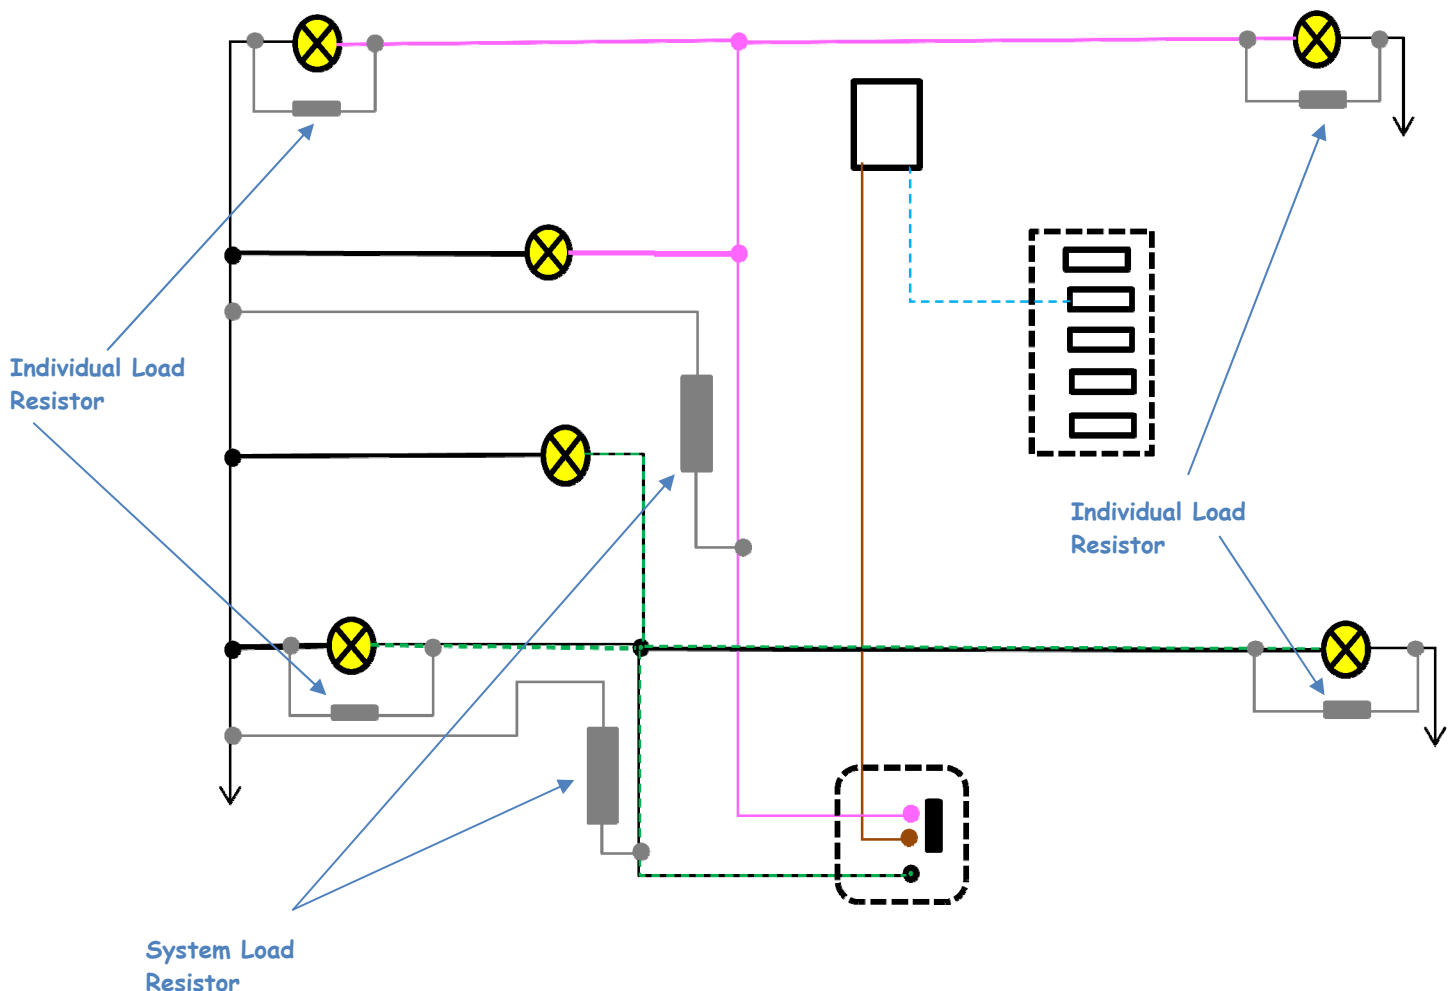 Individual Load
Resistor
Individual Load
Resistor
System Load
Resistor